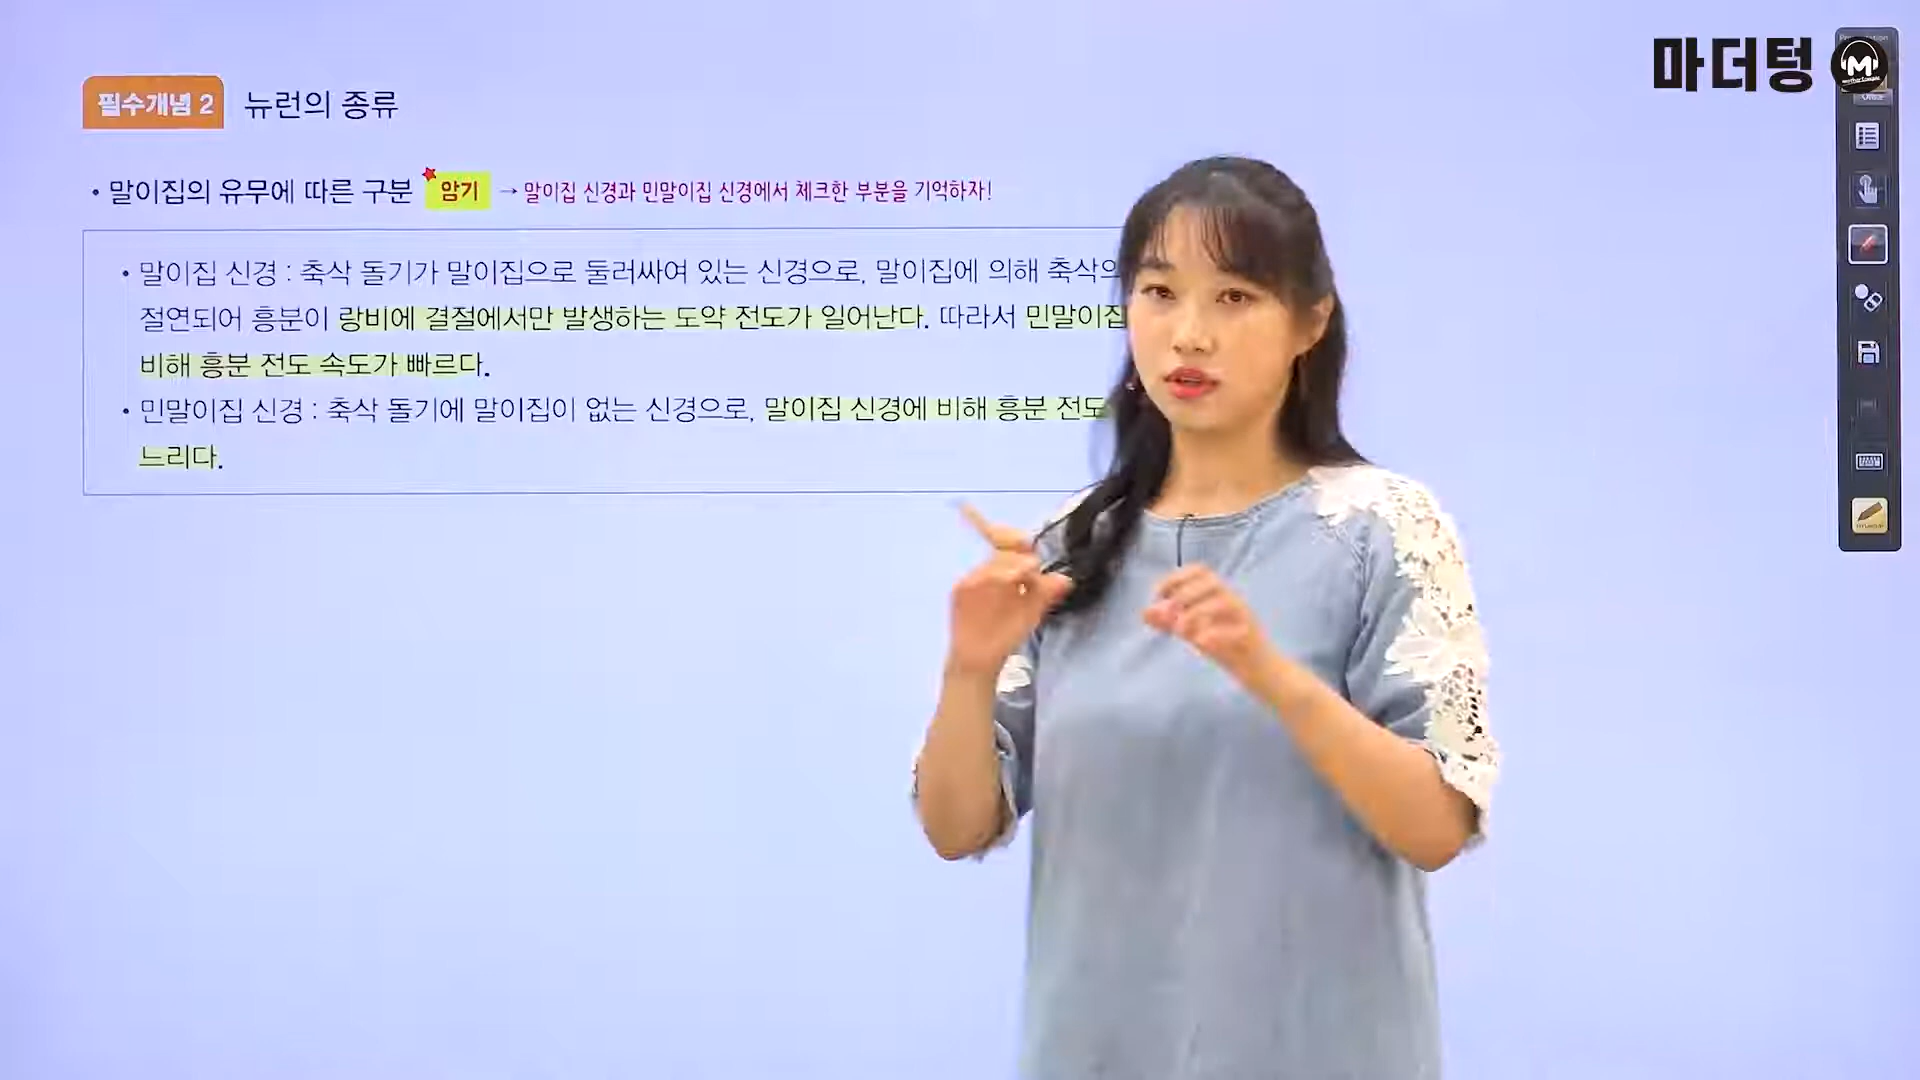 마더텅
필수개념 2 뉴런의 종류
• 말이집의 유무에 따른 구분 암기 → 말이집 신경과 민말이집 신경에서 체크한 부분을 기억하자!
• 말이집 신경 : 축삭 돌기가 말이집으로 둘러싸여 있는 신경으로, 말이집에 의해 축삭의
절연되어 흥분이 랑비에 결절에서만 발생하는 도약 전도가 일어난다. 따라서 민말이집
비해 흥분 전도 속도가 빠르다.
• 민말이집 신경 : 축삭 돌기에 말이집이 없는 신경으로, 말이집 신경에 비해 흥분 전도
느리다.